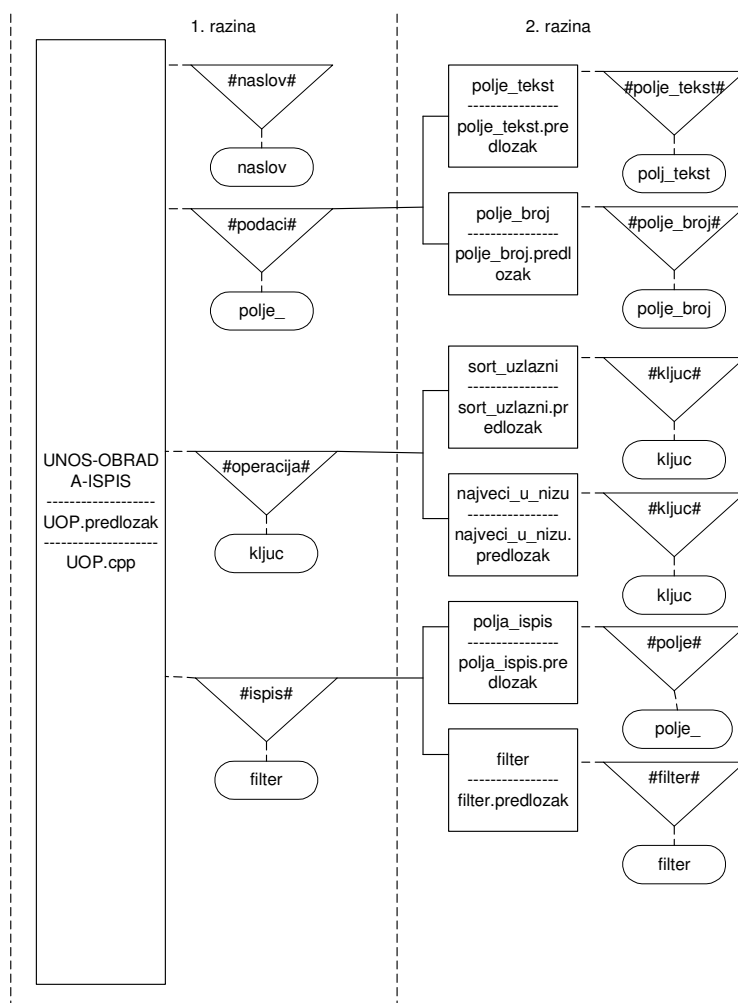 1. razina
2. razina
UNOS-OBRAD
A-ISPIS
-------------------
UOP.predlozak
--------------------
UOP.cpp
#naslov#
naslov
#podaci#
polje_
#operacija#
kljuc
#ispis#
filter
polje_tekst
----------------
polje_tekst.pre
dlozak
#polje_tekst#
polj_tekst
polje_broj
----------------
polje_broj.predl
ozak
#polje_broj#
polje_broj
sort_uzlazni
----------------
sort_uzlazni.pr
edlozak
#kljuc#
kljuc
najveci_u_nizu
----------------
najveci_u_nizu.
predlozak
#kljuc#
kljuc
polja_ispis
----------------
polja_ispis.pre
dlozak
#polje#
polje_
filter
----------------
filter.predlozak
#filter#
filter